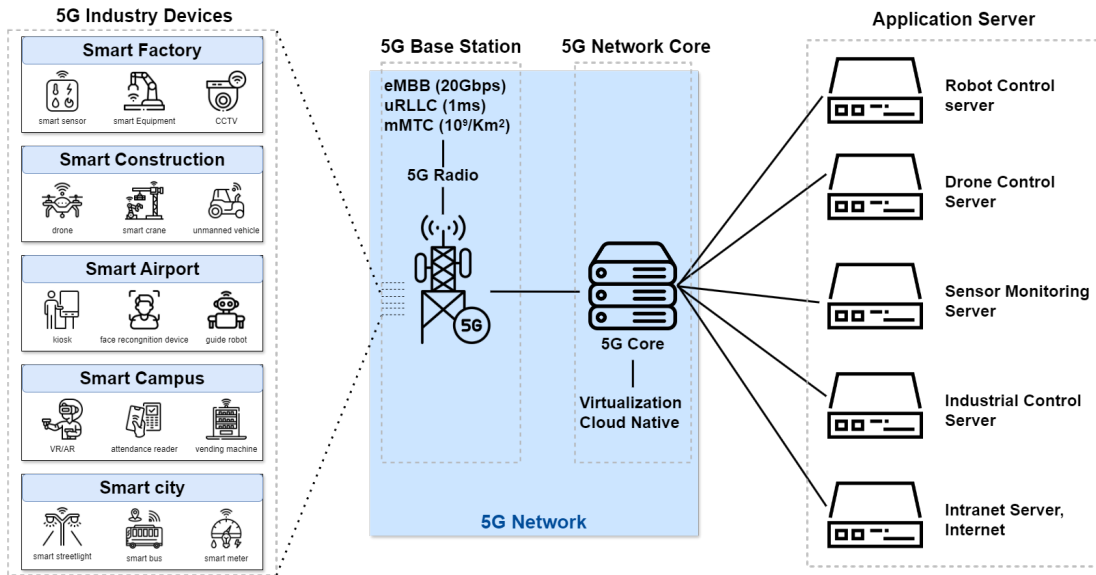 5G Industry Devices
Smart Factory
smart sensor
smart Equipment
CCTV
Smart Construction
drone
smart crane
unmanned vehicle
Smart Airport
kiosk
face recongnition device
guide robot
Smart Campus
VR/AR
attendance reader
vending machine
Smart city
smart streetlight
smart bus
smart meter
5G Base Station
eMBB (20Gbps)
uRLLC (1ms)
mMTC (10⁹/Km²)
5G Radio
5G
5G Network Core
5G Core
Virtualization
Cloud Native
5G Network
Application Server
Robot Control
server
Drone Control
Server
Sensor Monitoring
Server
Industrial Control
Server
Intranet Server,
Internet